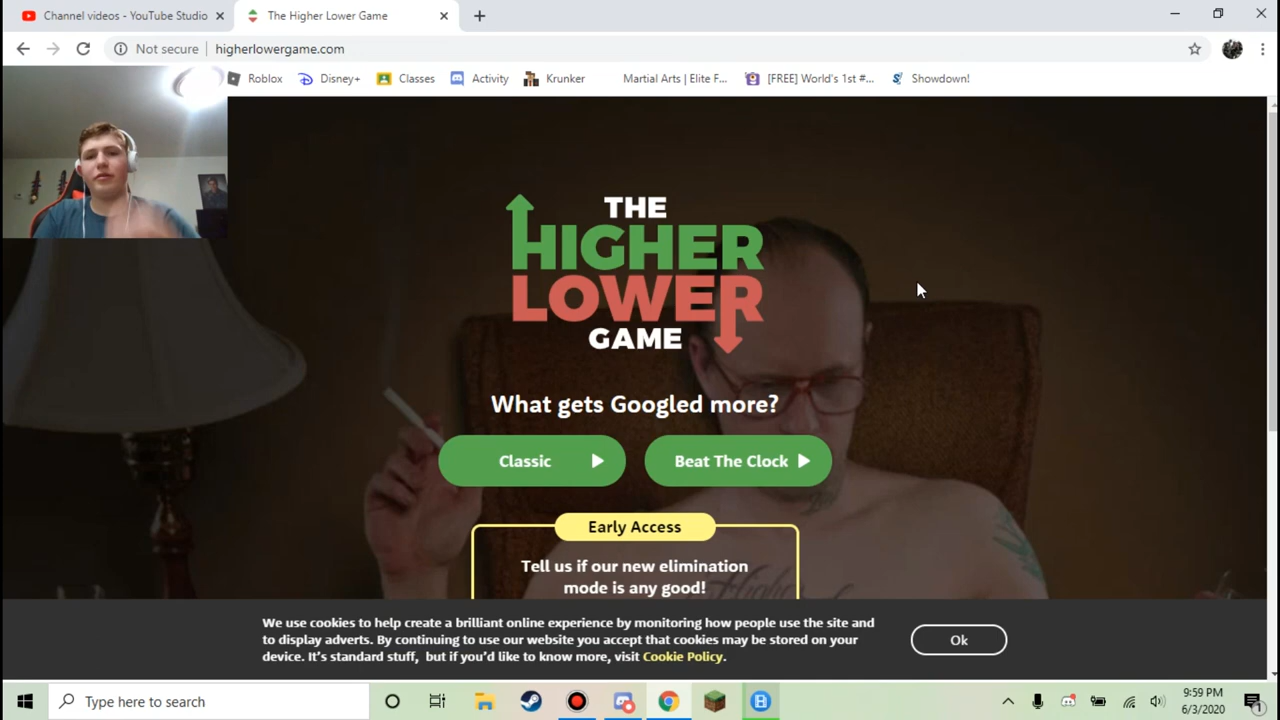 Channel videos - YouTube Studio
The Higher Lower Game
Not secure
higherlowergame.com
Roblox
Disney+
Classes
Activity
Krunker
Martial Arts | Elite F...
[FREE] World's 1st #...
Showdown!
THE
HIGHER
LOWER
GAME
What gets Googled more?
Classic
Beat The Clock
Early Access
Tell us if our new elimination
mode is any good!
We use cookies to help create a brilliant online experience by monitoring how people use the site and
to display adverts. By continuing to use our website you accept that cookies may be stored on your
device. It's standard stuff, but if you'd like to know more, visit Cookie Policy.
Ok
Type here to search
9:59 PM
6/3/2020
1